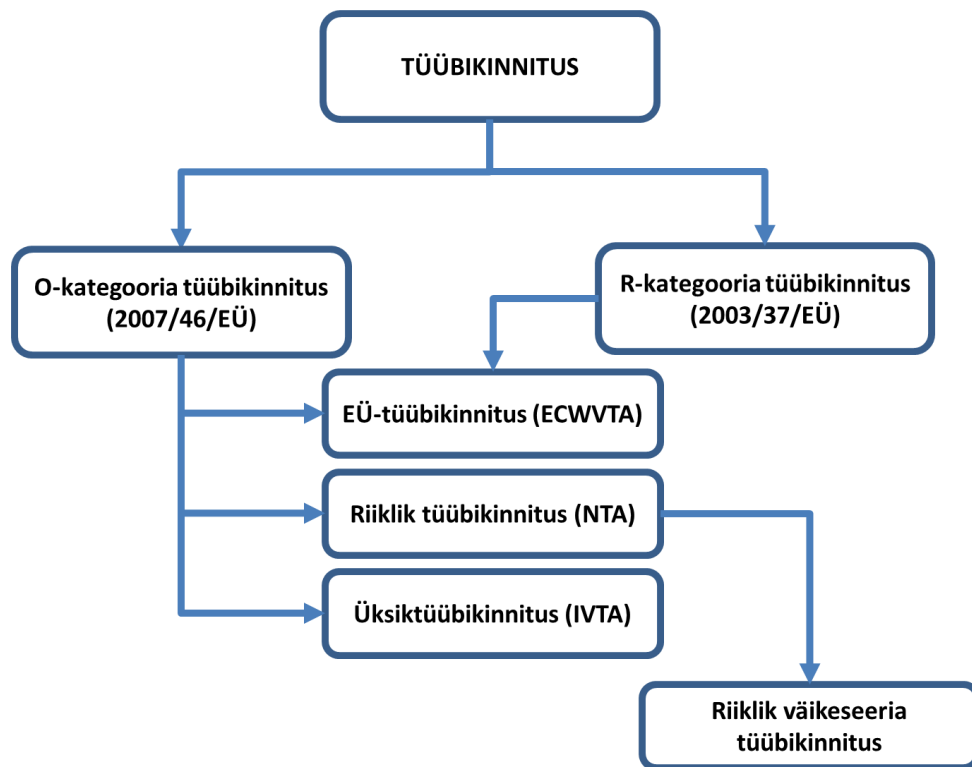 TÜÜBIKINNITUS
O-kategooria tüübikinnitus
(2007/46/EÜ)
R-kategooria tüübikinnitus
(2003/37/EÜ)
EÜ-tüübikinnitus (ECWVTA)
Riiklik tüübikinnitus (NTA)
Üksiktüübikinnitus (IVTA)
Riiklik väikeseeria
tüübikinnitus